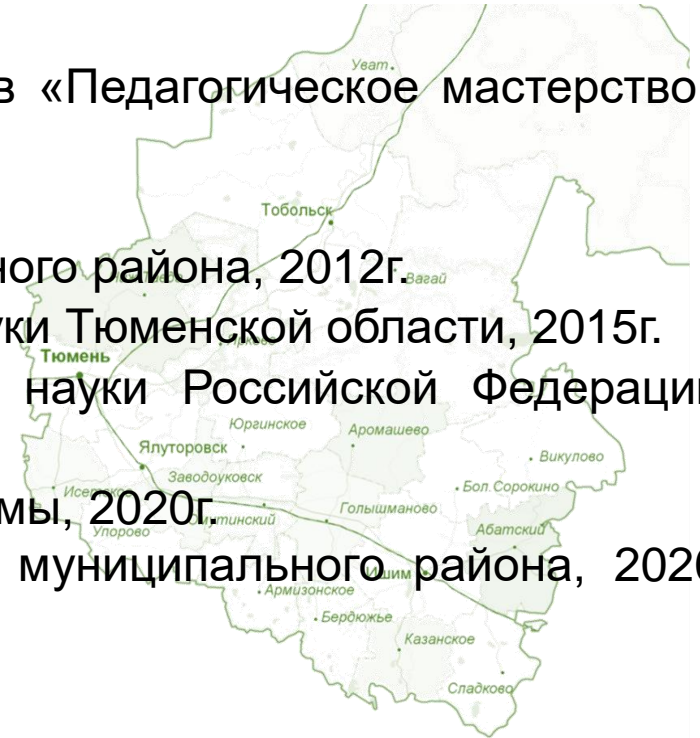 Уват
в «Педагогическое мастерство
Тобольск
ного района, 2012г.
Вагай
уки Тюменской области, 2015г.
Тюмень
науки Российской Федерации
Юргинское
Аромашево
Ялуторовск
Викулово
Заводоуковск
Бол.Сорокино
мы, 2020г.
Голышманово
Упорово
Абатский
муниципального района, 2020
Ишим
Армизонское
Бердюжье
Казанское
Сладково